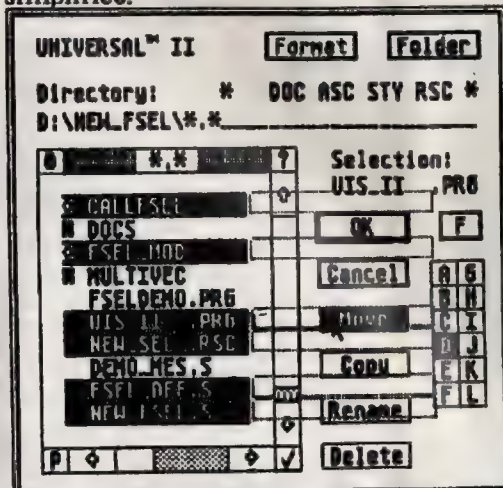 simplified.
UNIVERSAL™ II Format Folder
Directory: * DOC ASC STY RSC *
D:\NEW_FSEL\*.*
*.* Selection:
UIS_II .PRG
CALLFSEL
DOCS OK F
FSEL_MOD
MULTIVEC Cancel A G
FSELDEMO.PRG B H
UIS_II .PRG Move C I
NEW_SEL .RSC D J
DEMO_MES.S Copy E K
FSEL_DEF.S F L
NEW_FSEL.S Rename
P Delete